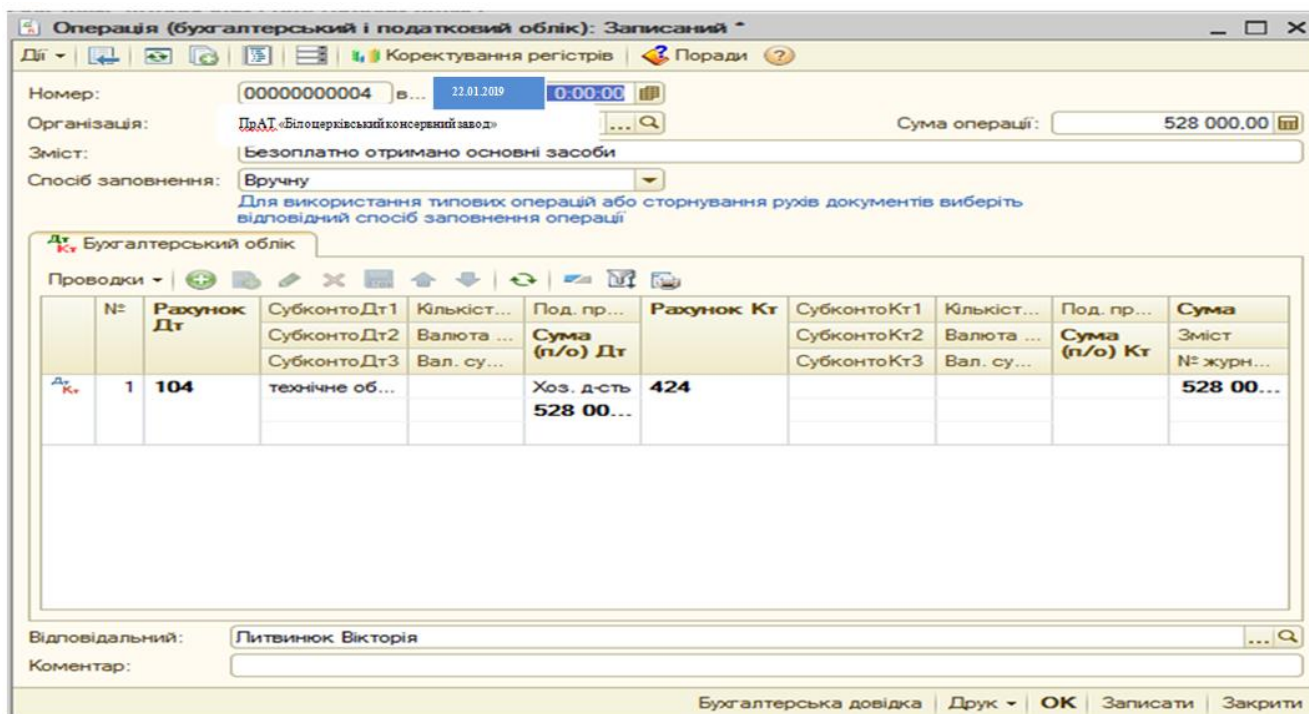 Операція (бухгалтерський і податковий облік): Записаний *
Дії Коректування регістрів Поради
Номер: 00000000004 в... 22.01.2019 0:00:00
Організація: ПрАТ «Білоцерківський консервний завод» ... Сума операції: 528 000,00
Зміст: Безоплатно отримано основні засоби
Спосіб заповнення: Вручну
Для використання типових операцій або сторнування рухів документів виберіть
відповідний спосіб заповнення операції
Дт Кт Бухгалтерський облік
Проводки
№ Рахунок Дт СубконтоДт1 Кількіст... Под. пр... Рахунок Кт СубконтоКт1 Кількіст... Под. пр... Сума
СубконтоДт2 Валюта ... Сума (п/о) Дт СубконтоКт2 Валюта ... Сума (п/о) Кт Зміст
СубконтоДт3 Вал. су... СубконтоКт3 Вал. су... № журн...
Дт Кт 1 104 технічне об... Хоз. д-сть 424 528 00...
528 00...
Відповідальний: Литвинюк Вікторія ...
Коментар:
Бухгалтерська довідка Друк OK Записати Закрити